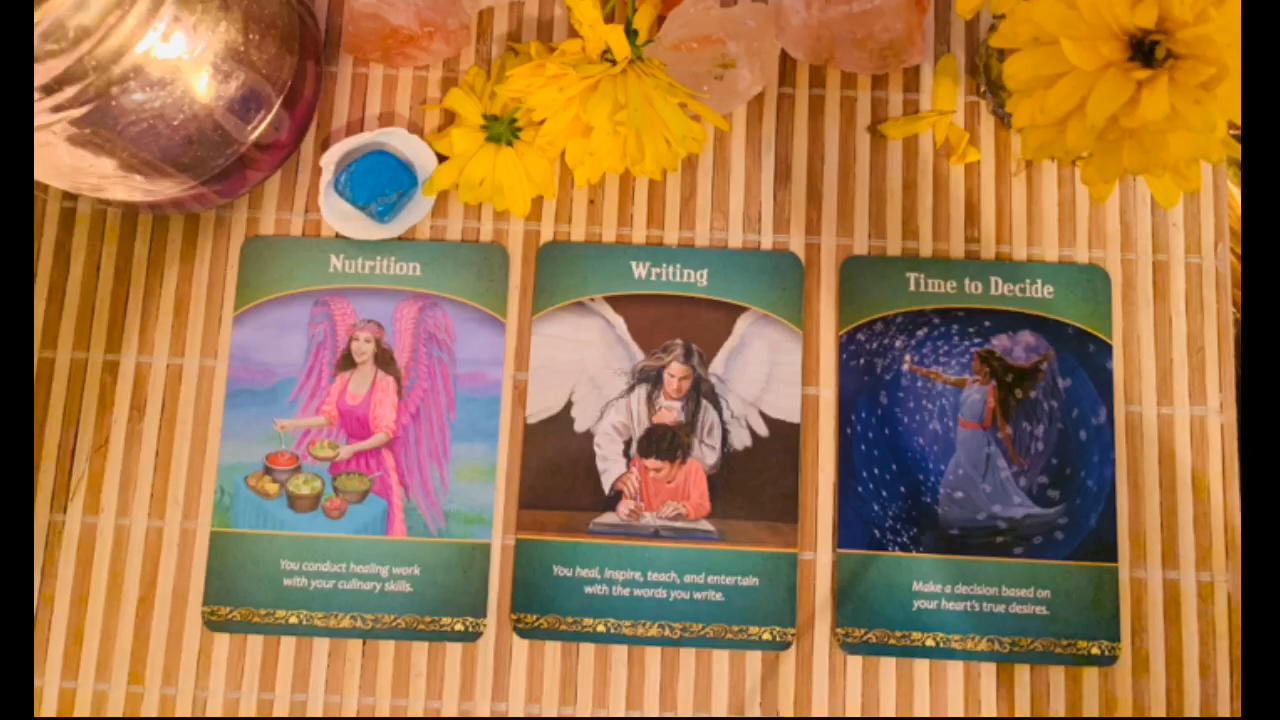 Nutrition
You conduct healing work
with your culinary skills.
Writing
You heal, inspire, teach, and entertain
with the words you write.
Time to Decide
Make a decision based on
your heart's true desires.